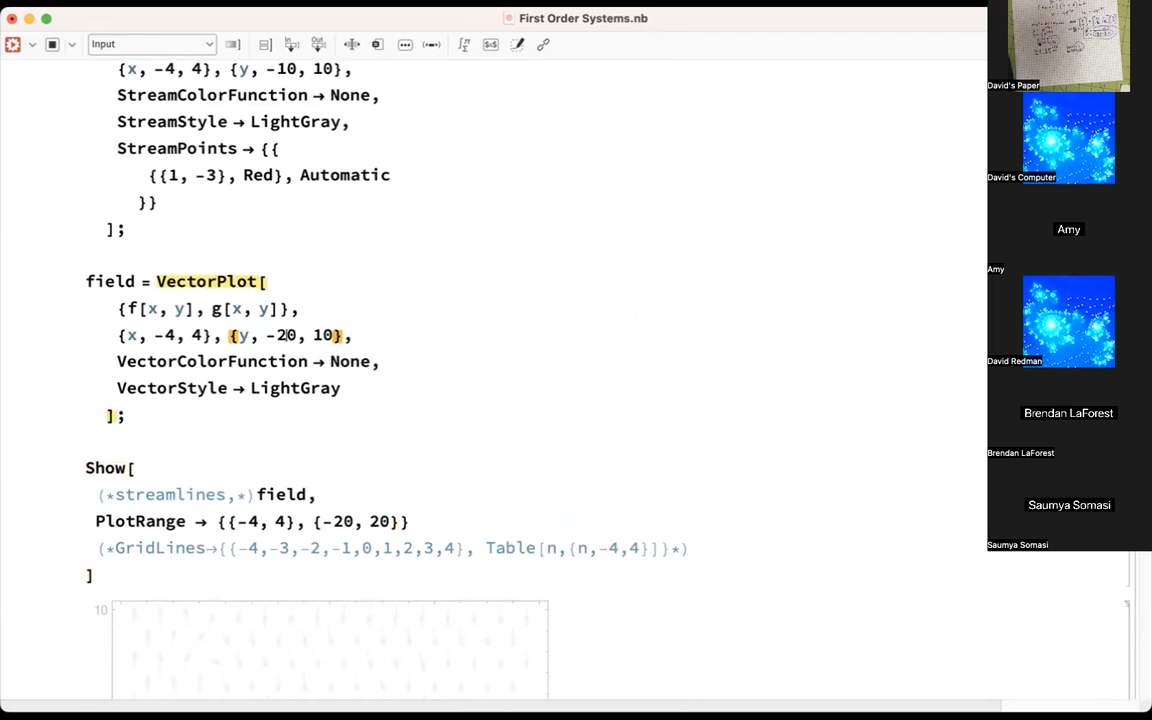 First Order Systems.nb
Input
{x, -4, 4}, {y, -10, 10},
StreamColorFunction → None,
StreamStyle → LightGray,
StreamPoints → {{
{{1, -3}, Red}, Automatic
}}
];
field = VectorPlot[
{f[x, y], g[x, y]},
{x, -4, 4}, {y, -20, 10},
VectorColorFunction → None,
VectorStyle → LightGray
];
Show[
(*streamlines,*)field,
PlotRange → {{-4, 4}, {-20, 20}}
(*GridLines→{{-4,-3,-2,-1,0,1,2,3,4}, Table[n,{n,-4,4}]}*)
]
10
David's Paper
David's Computer
Amy
Amy
David Redman
Brendan LaForest
Brendan LaForest
Saumya Somasi
Saumya Somasi